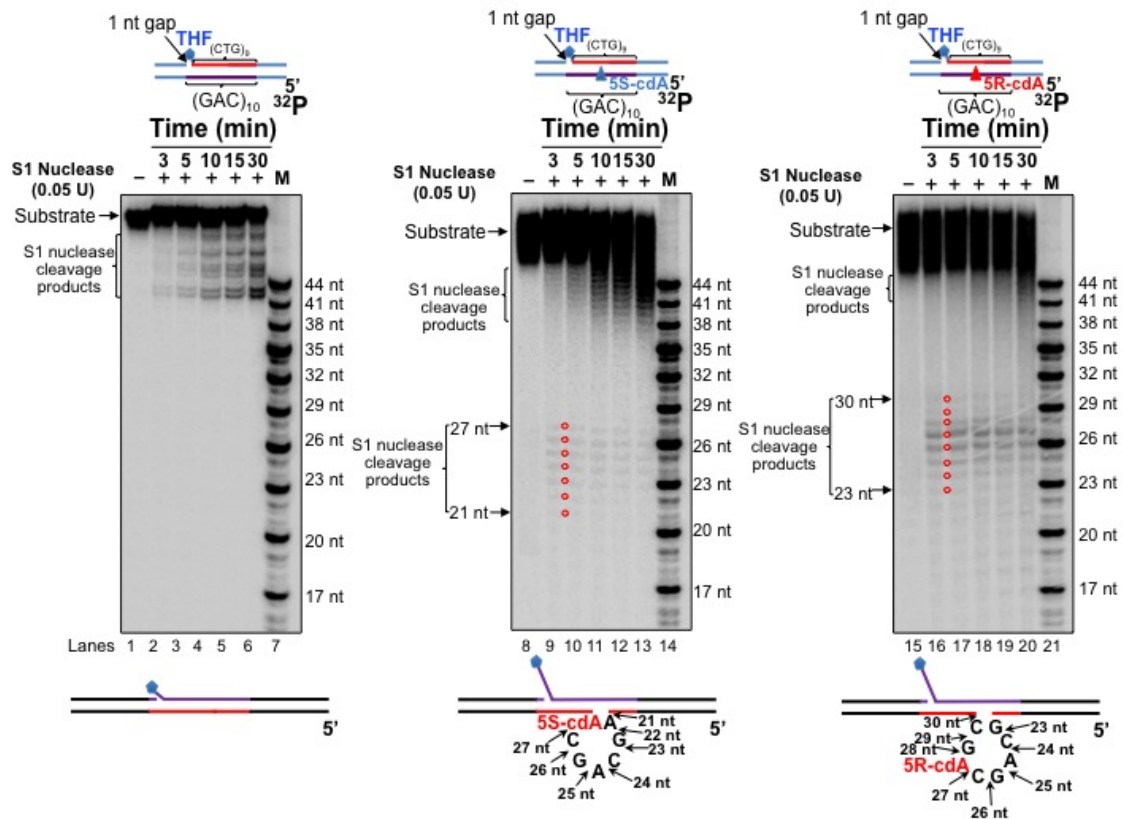 1 nt gap
THF
(CTG)₉
5'
(GAC)₁₀
³²P
Time (min)
3 5 10 15 30
S1 Nuclease
(0.05 U)
– + + + + + M
Substrate
S1 nuclease
cleavage
products
44 nt
41 nt
38 nt
35 nt
32 nt
29 nt
26 nt
23 nt
20 nt
17 nt
Lanes 1 2 3 4 5 6 7
5'
1 nt gap
THF
(CTG)₉
5S-cdA 5'
(GAC)₁₀
³²P
Time (min)
3 5 10 15 30
S1 Nuclease
(0.05 U)
– + + + + + M
Substrate
S1 nuclease
cleavage
products
27 nt
S1 nuclease
cleavage
products
21 nt
44 nt
41 nt
38 nt
35 nt
32 nt
29 nt
26 nt
23 nt
20 nt
17 nt
8 9 10 11 12 13 14
5'
5S-cdA A 21 nt
22 nt
27 nt C G 23 nt
26 nt G C
A 24 nt
25 nt
1 nt gap
THF
(CTG)₉
5R-cdA 5'
(GAC)₁₀
³²P
Time (min)
3 5 10 15 30
S1 Nuclease
(0.05 U)
– + + + + + M
Substrate
S1 nuclease
cleavage
products
30 nt
S1 nuclease
cleavage
products
23 nt
44 nt
41 nt
38 nt
35 nt
32 nt
29 nt
26 nt
23 nt
20 nt
17 nt
15 16 17 18 19 20 21
5'
30 nt C G 23 nt
29 nt C
28 nt G 24 nt
5R-cdA A
C G 25 nt
27 nt
26 nt